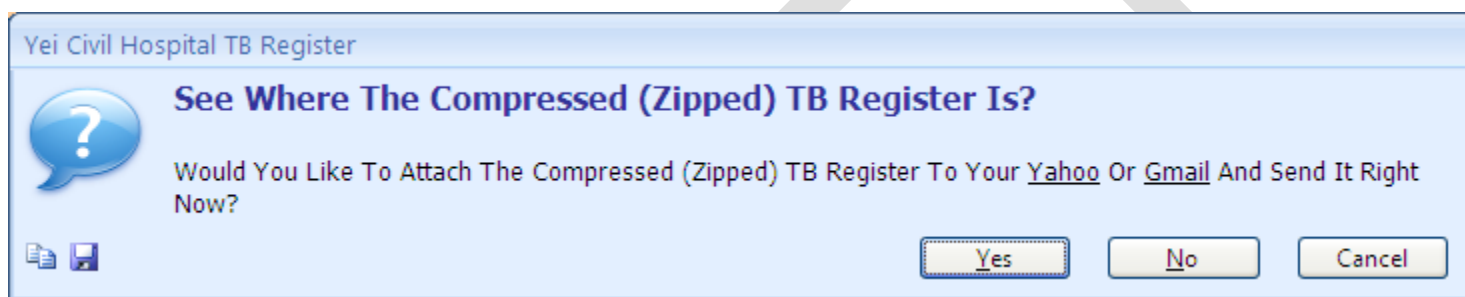 Yei Civil Hospital TB Register
See Where The Compressed (Zipped) TB Register Is?
Would You Like To Attach The Compressed (Zipped) TB Register To Your Yahoo Or Gmail And Send It Right
Now?
Yes No Cancel